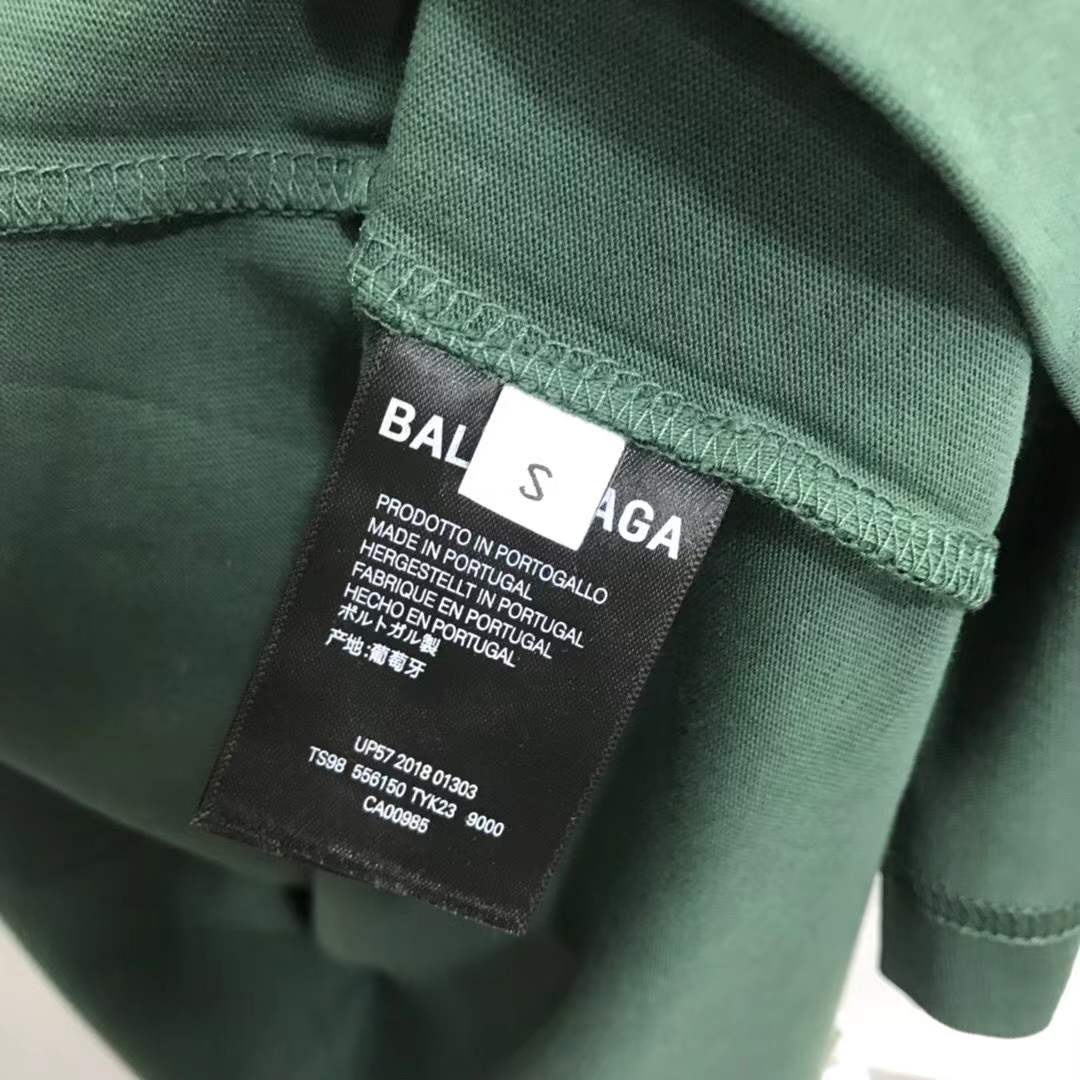 BAL AGA
S
PRODOTTO IN PORTOGALLO
MADE IN PORTUGAL
HERGESTELLT IN PORTUGAL
FABRIQUE EN PORTUGAL
HECHO EN PORTUGAL
ポルトガル製
产地:葡萄牙
UP57 2018 01303
TS98 556150 TYK23 9000
CA00985